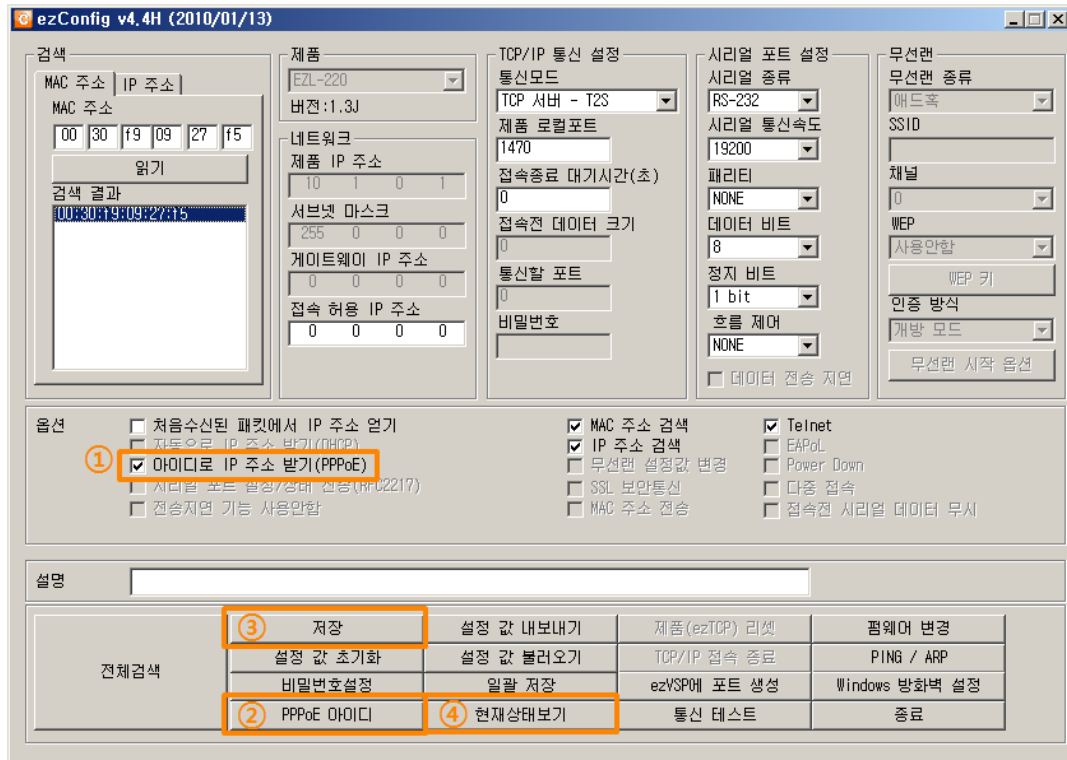 ezConfig v4.4H (2010/01/13)
검색
MAC 주소
IP 주소
MAC 주소
00 30 f9 09 27 f5
읽기
검색 결과
00:30:f9:09:27:f5
제품
EZL-220
버전:1.3J
네트워크
제품 IP 주소
10 1 0 1
서브넷 마스크
255 0 0 0
게이트웨이 IP 주소
0 0 0 0
접속 허용 IP 주소
0 0 0 0
TCP/IP 통신 설정
통신모드
TCP 서버 - T2S
제품 로컬포트
1470
접속종료 대기시간(초)
0
접속전 데이터 크기
0
통신할 포트
0
비밀번호
시리얼 포트 설정
시리얼 종류
RS-232
시리얼 통신속도
19200
패리티
NONE
데이터 비트
8
정지 비트
1 bit
흐름 제어
NONE
데이터 전송 지연
무선랜
무선랜 종류
애드혹
SSID
채널
0
WEP
사용안함
WEP 키
인증 방식
개방 모드
무선랜 시작 옵션
옵션
처음수신된 패킷에서 IP 주소 얻기
자동으로 IP 주소 받기(DHCP)
① 아이디로 IP 주소 받기(PPPoE)
시리얼 포트 설정/상태 전송(RFC2217)
전송지연 기능 사용안함
MAC 주소 검색
IP 주소 검색
무선랜 설정값 변경
SSL 보안통신
MAC 주소 전송
Telnet
EAPoL
Power Down
다중 접속
접속전 시리얼 데이터 무시
설명
전체검색
③ 저장
설정 값 내보내기
제품(ezTCP) 리셋
펌웨어 변경
설정 값 초기화
설정 값 불러오기
TCP/IP 접속 종료
PING / ARP
비밀번호설정
일괄 저장
ezVSP에 포트 생성
Windows 방화벽 설정
② PPPoE 아이디
④ 현재상태보기
통신 테스트
종료